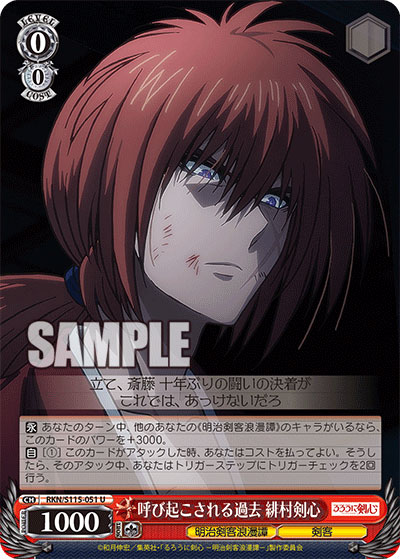 LEVEL
0
0
COST
SAMPLE
立て、斎藤 十年ぶりの闘いの決着が
これでは、あっけないだろ
永 あなたのターン中、他のあなたの《明治剣客浪漫譚》のキャラがいるなら、
このカードのパワーを+3000。
自 [①] このカードがアタックした時、あなたはコストを払ってよい。そうし
たら、そのアタック中、あなたはトリガーステップにトリガーチェックを2回
行う。
CH RKN/S115-051 U
POWER
1000
呼び起こされる過去 緋村剣心
るろうに剣心
明治剣客浪漫譚
剣客
©和月伸宏/集英社・「るろうに剣心 -明治剣客浪漫譚-」製作委員会